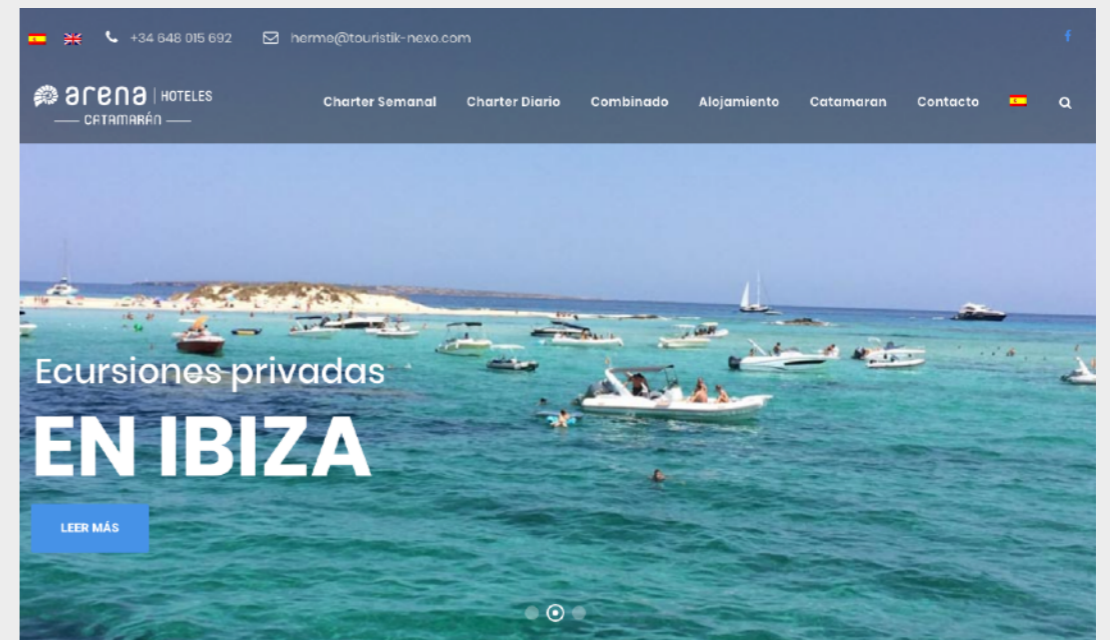 +34 648 015 692 herme@touristik-nexo.com
arena | HOTELES
CATAMARÁN
Charter Semanal Charter Diario Combinado Alojamiento Catamaran Contacto
Ecursiones privadas
EN IBIZA
LEER MÁS